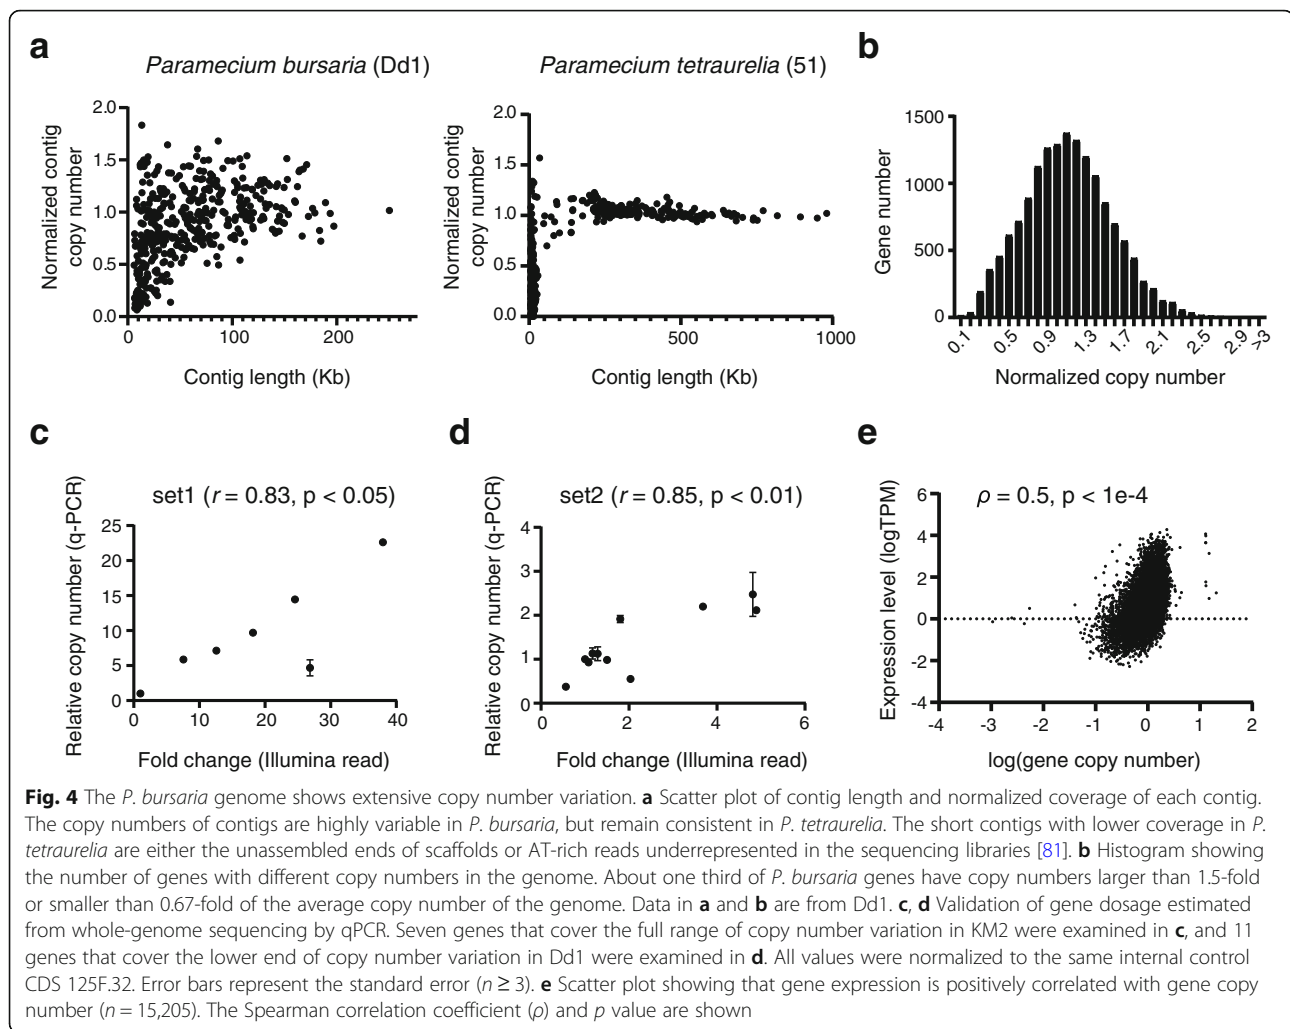 a
b
Paramecium bursaria (Dd1)
Paramecium tetraurelia (51)
Normalized contig
copy number
2.0
1.5
1.0
0.5
0.0
0
100
200
Contig length (Kb)
Normalized contig
copy number
2.0
1.5
1.0
0.5
0.0
0
500
1000
Contig length (Kb)
Gene number
1500
1000
500
0
0.1
0.5
0.9
1.3
1.7
2.1
2.5
2.9
>3
Normalized copy number
c
d
e
set1 (r = 0.83, p < 0.05)
Relative copy number (q-PCR)
25
20
15
10
5
0
0
10
20
30
40
Fold change (Illumina read)
set2 (r = 0.85, p < 0.01)
Relative copy number (q-PCR)
4
3
2
1
0
0
2
4
6
Fold change (Illumina read)
ρ = 0.5, p < 1e-4
Expression level (logTPM)
6
4
2
0
-2
-4
-4
-3
-2
-1
0
1
2
log(gene copy number)
Fig. 4 The P. bursaria genome shows extensive copy number variation. a Scatter plot of contig length and normalized coverage of each contig.
The copy numbers of contigs are highly variable in P. bursaria, but remain consistent in P. tetraurelia. The short contigs with lower coverage in P.
tetraurelia are either the unassembled ends of scaffolds or AT-rich reads underrepresented in the sequencing libraries [81]. b Histogram showing
the number of genes with different copy numbers in the genome. About one third of P. bursaria genes have copy numbers larger than 1.5-fold
or smaller than 0.67-fold of the average copy number of the genome. Data in a and b are from Dd1. c, d Validation of gene dosage estimated
from whole-genome sequencing by qPCR. Seven genes that cover the full range of copy number variation in KM2 were examined in c, and 11
genes that cover the lower end of copy number variation in Dd1 were examined in d. All values were normalized to the same internal control
CDS 125F.32. Error bars represent the standard error (n ≥ 3). e Scatter plot showing that gene expression is positively correlated with gene copy
number (n = 15,205). The Spearman correlation coefficient (ρ) and p value are shown